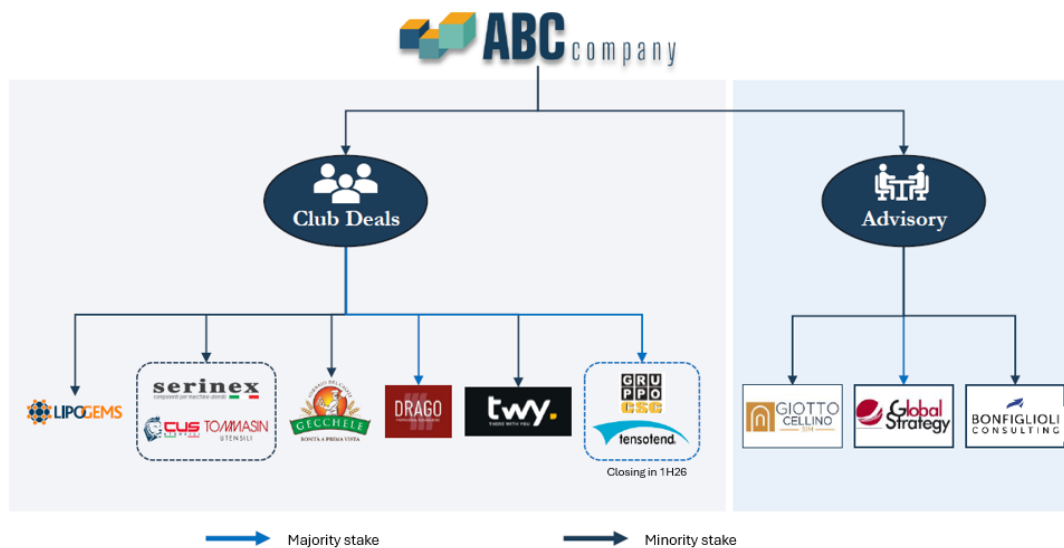 ABC company
Club Deals
Advisory
LIPOGEMS
serinex
componenti per macchine utensili
CUS
TOMMASIN
UTENSILI
GECCHELE
BONTÀ A PRIMA VISTA
DRAGO
twy.
THERE WITH YOU
GRUPPO
CSG
tensotend
Closing in 1H26
GIOTTO
CELLINO
Global
Strategy
BONFIGLIOLI
CONSULTING
Majority stake
Minority stake